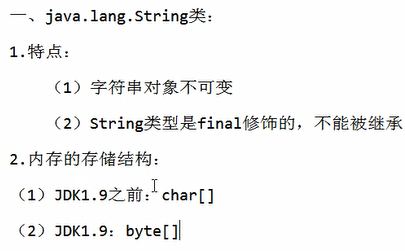 一、java.lang.String类：
1.特点：
（1）字符串对象不可变
（2）String类型是final修饰的，不能被继承
2.内存的存储结构：
（1）JDK1.9之前：char[]
（2）JDK1.9：byte[]